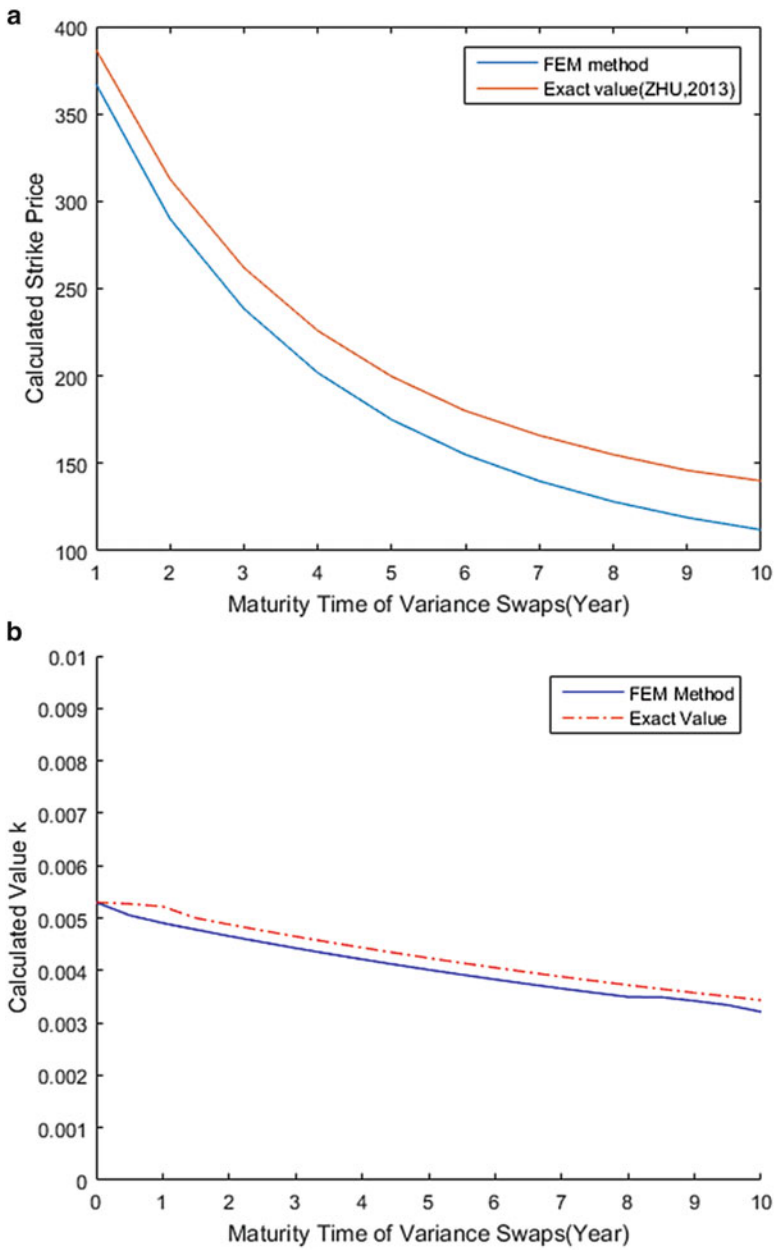 a
400
350
300
250
200
150
100
Calculated Strike Price
FEM method
Exact value(ZHU,2013)
1 2 3 4 5 6 7 8 9 10
Maturity Time of Variance Swaps(Year)
b
0.01
0.009
0.008
0.007
0.006
0.005
0.004
0.003
0.002
0.001
0
Calculated Value k
FEM Method
Exact Value
0 1 2 3 4 5 6 7 8 9 10
Maturity Time of Variance Swaps(Year)